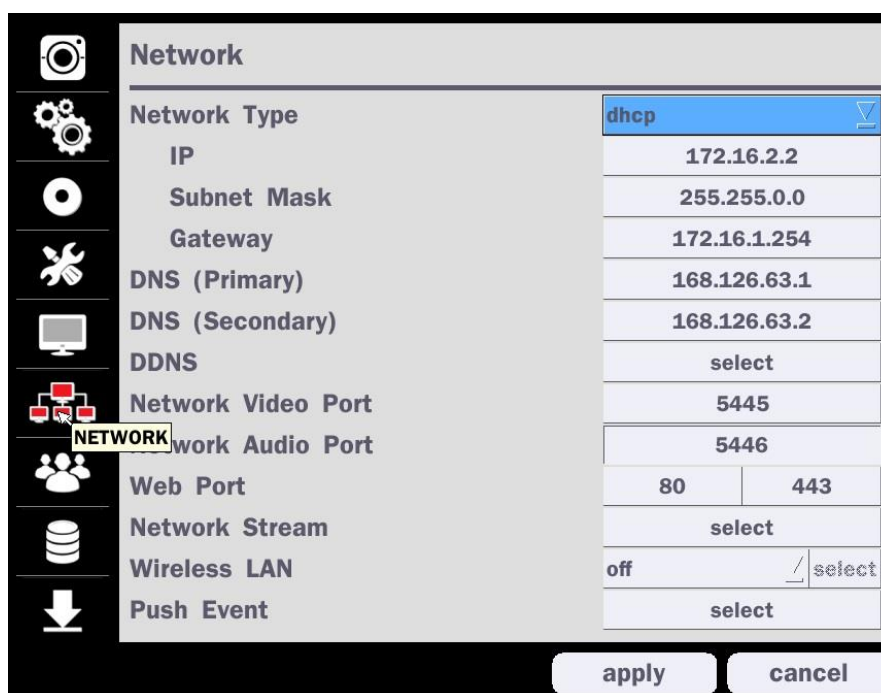 Network
Network Type dhcp
IP 172.16.2.2
Subnet Mask 255.255.0.0
Gateway 172.16.1.254
DNS (Primary) 168.126.63.1
DNS (Secondary) 168.126.63.2
DDNS select
Network Video Port 5445
NETWORK
work Audio Port 5446
Web Port 80 443
Network Stream select
Wireless LAN off select
Push Event select
apply cancel